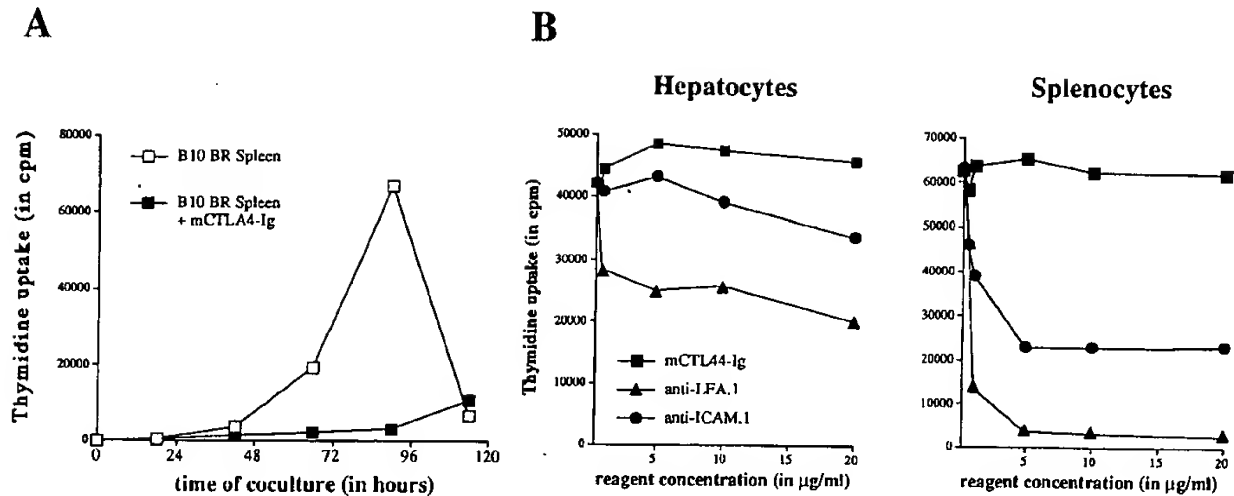 A
B
Hepatocytes
Splenocytes
Thymidine uptake (in cpm)
80000
60000
40000
20000
0
B10 BR Spleen
B10 BR Spleen
+ mCTLA4-Ig
0
24
48
72
96
120
time of coculture (in hours)
Thymidine uptake (in cpm)
50000
40000
30000
20000
10000
0
mCTL44-Ig
anti-LFA.1
anti-ICAM.1
5
10
15
20
reagent concentration (in µg/ml)
70000
60000
50000
40000
30000
20000
10000
0
5
10
15
20
reagent concentration (in µg/ml)